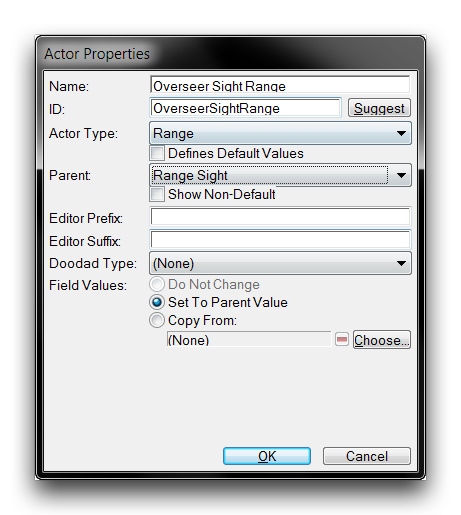 Actor Properties
Name: Overseer Sight Range
ID: OverseerSightRange Suggest
Actor Type: Range
Defines Default Values
Parent: Range Sight
Show Non-Default
Editor Prefix:
Editor Suffix:
Doodad Type: (None)
Field Values: Do Not Change
Set To Parent Value
Copy From:
(None) Choose...
OK Cancel